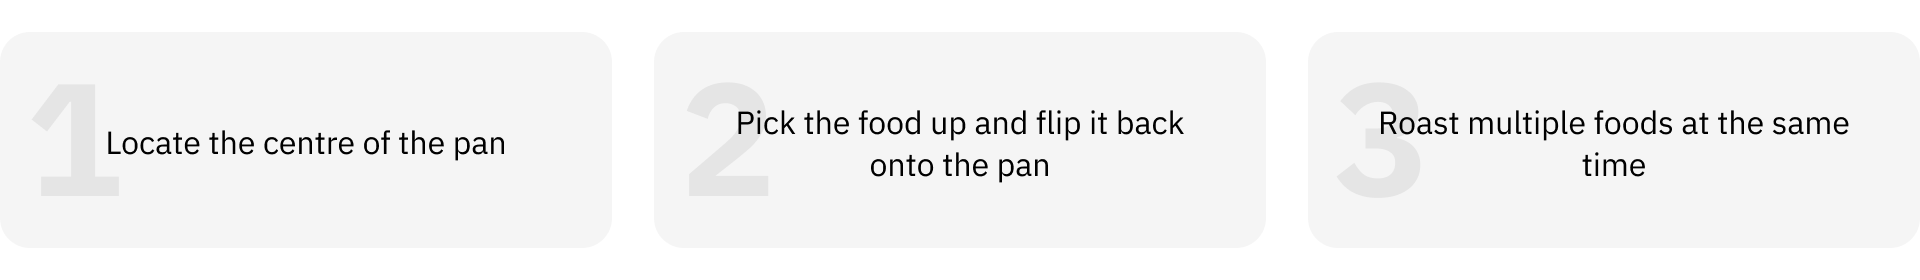 1
Locate the centre of the pan
2
Pick the food up and flip it back
onto the pan
3
Roast multiple foods at the same
time